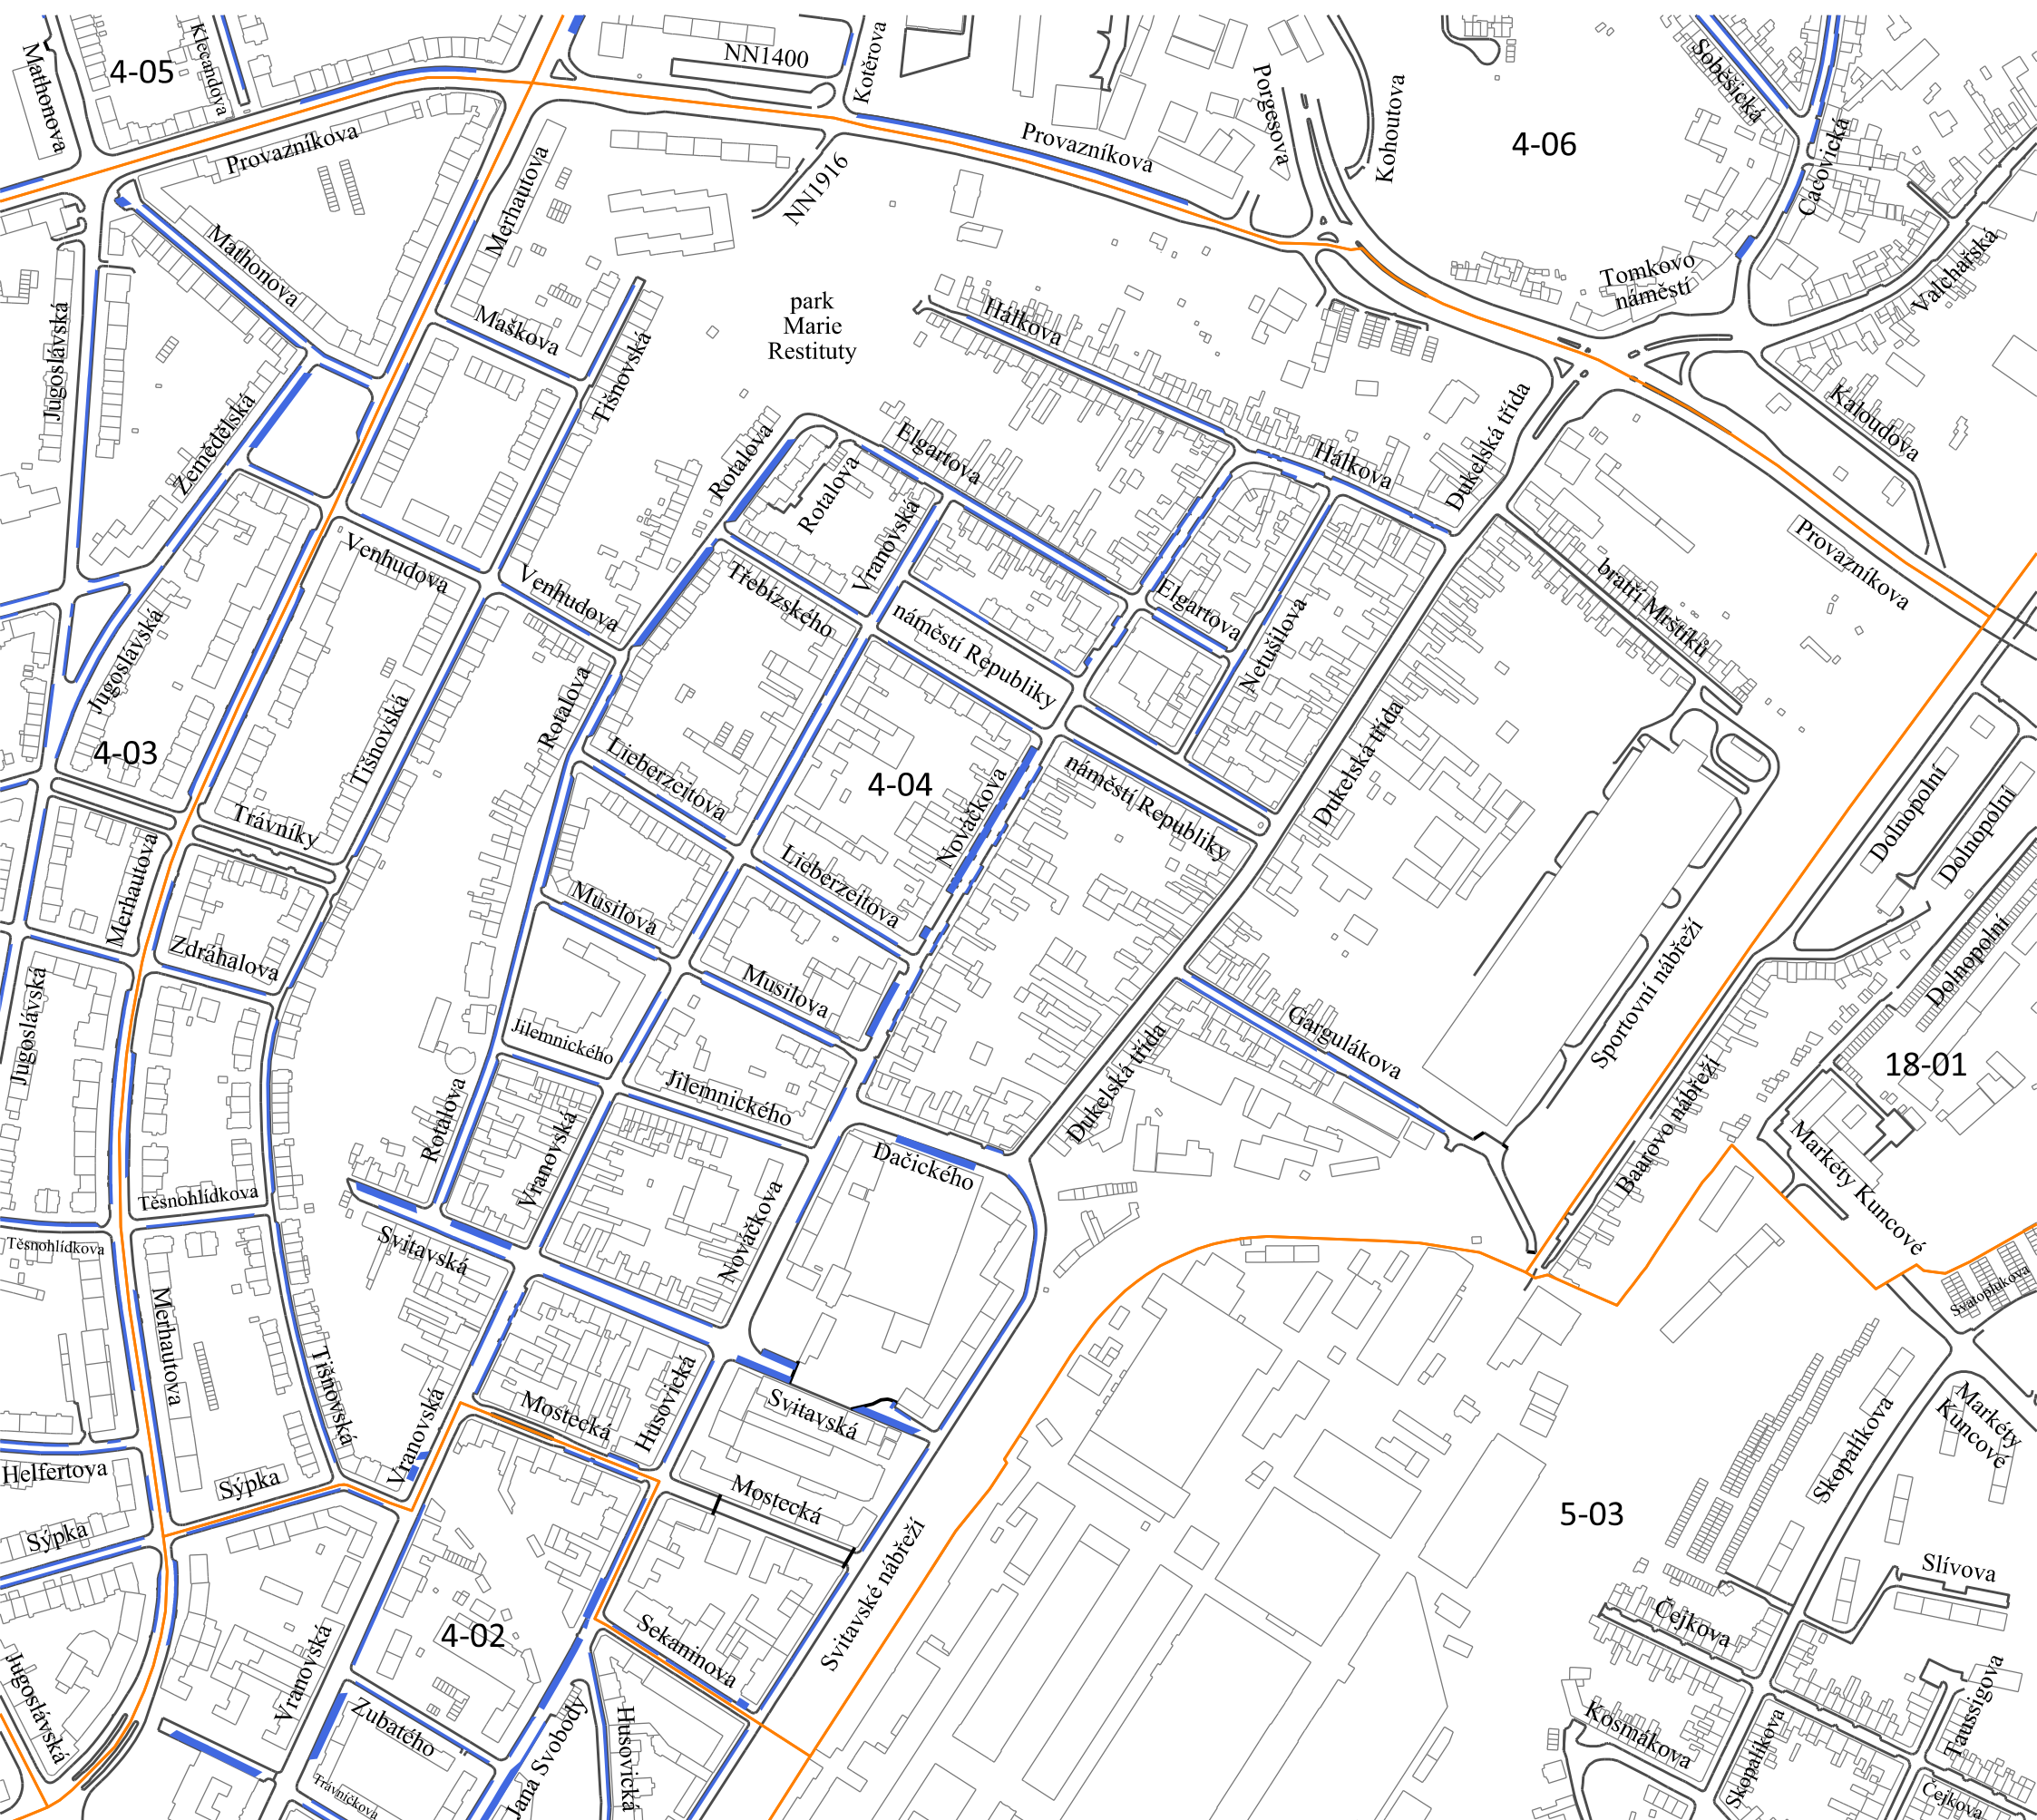 4-05
Klecandova
Mathonova
NN1400
Kotěrova
Porgesova
Kohoutova
Soběšická
4-06
Cacovická
Provazníkova
Provazníkova
Merhautova
NN1916
Mathonova
Tomkovo
náměstí
Valchařská
park
Marie
Restituty
Hálkova
Maškova
Tišnovská
Jugoslávská
Zemědělská
Rotalova
Rotalova
Elgartova
Hálkova
Dukelská třída
Kaloudova
Vranovská
Venhudova
Venhudova
Třebízského
náměstí Republiky
Elgartova
Netušilova
bratří Mrštíků
Provazníkova
Jugoslávská
Tišnovská
Rotalova
4-03
Lieberzeitova
4-04
Nováčkova
náměstí Republiky
Dukelská třída
Dolnopolní
Dolnopolní
Trávníky
Merhautova
Lieberzeitova
Musilova
Zdráhalova
Jugoslávská
Musilova
Jilemnického
Jilemnického
Gargulákova
Sportovní nábřeží
Dolnopolní
Dukelská třída
18-01
Baarovo nábřeží
Markéty Kuncové
Rotalova
Vranovská
Dačického
Těsnohlídkova
Těsnohlídkova
Svitavská
Nováčkova
Svatoplukova
Merhautova
Tišnovská
Vranovská
Mostecká
Husovická
Svitavská
Markéty
Kuncové
Skopalíkova
Helfertova
Sýpka
Sýpka
Mostecká
5-03
Svitavské nábřeží
Slívova
Čejkova
4-02
Sekaninova
Jugoslávská
Vranovská
Zubatého
Trávníčkova
Jana Svobody
Husovická
Kosmákova
Skopalíkova
Taussigova
Čejkova